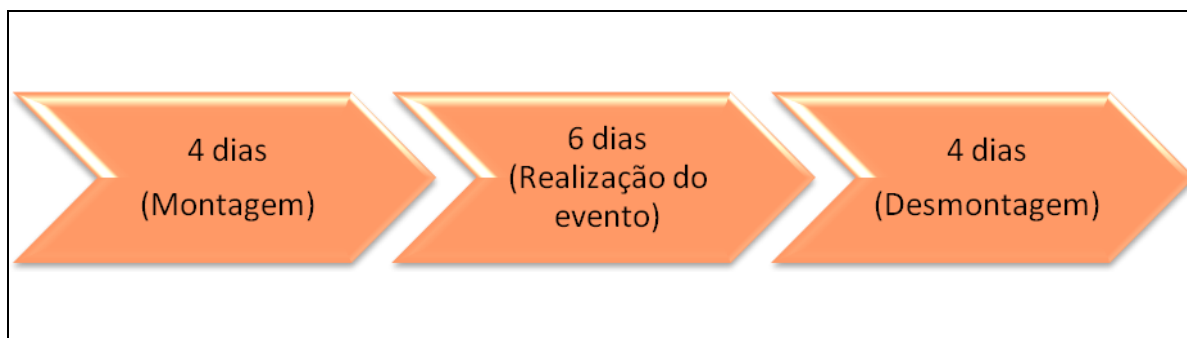 4 dias
(Montagem)
6 dias
(Realização do
evento)
4 dias
(Desmontagem)